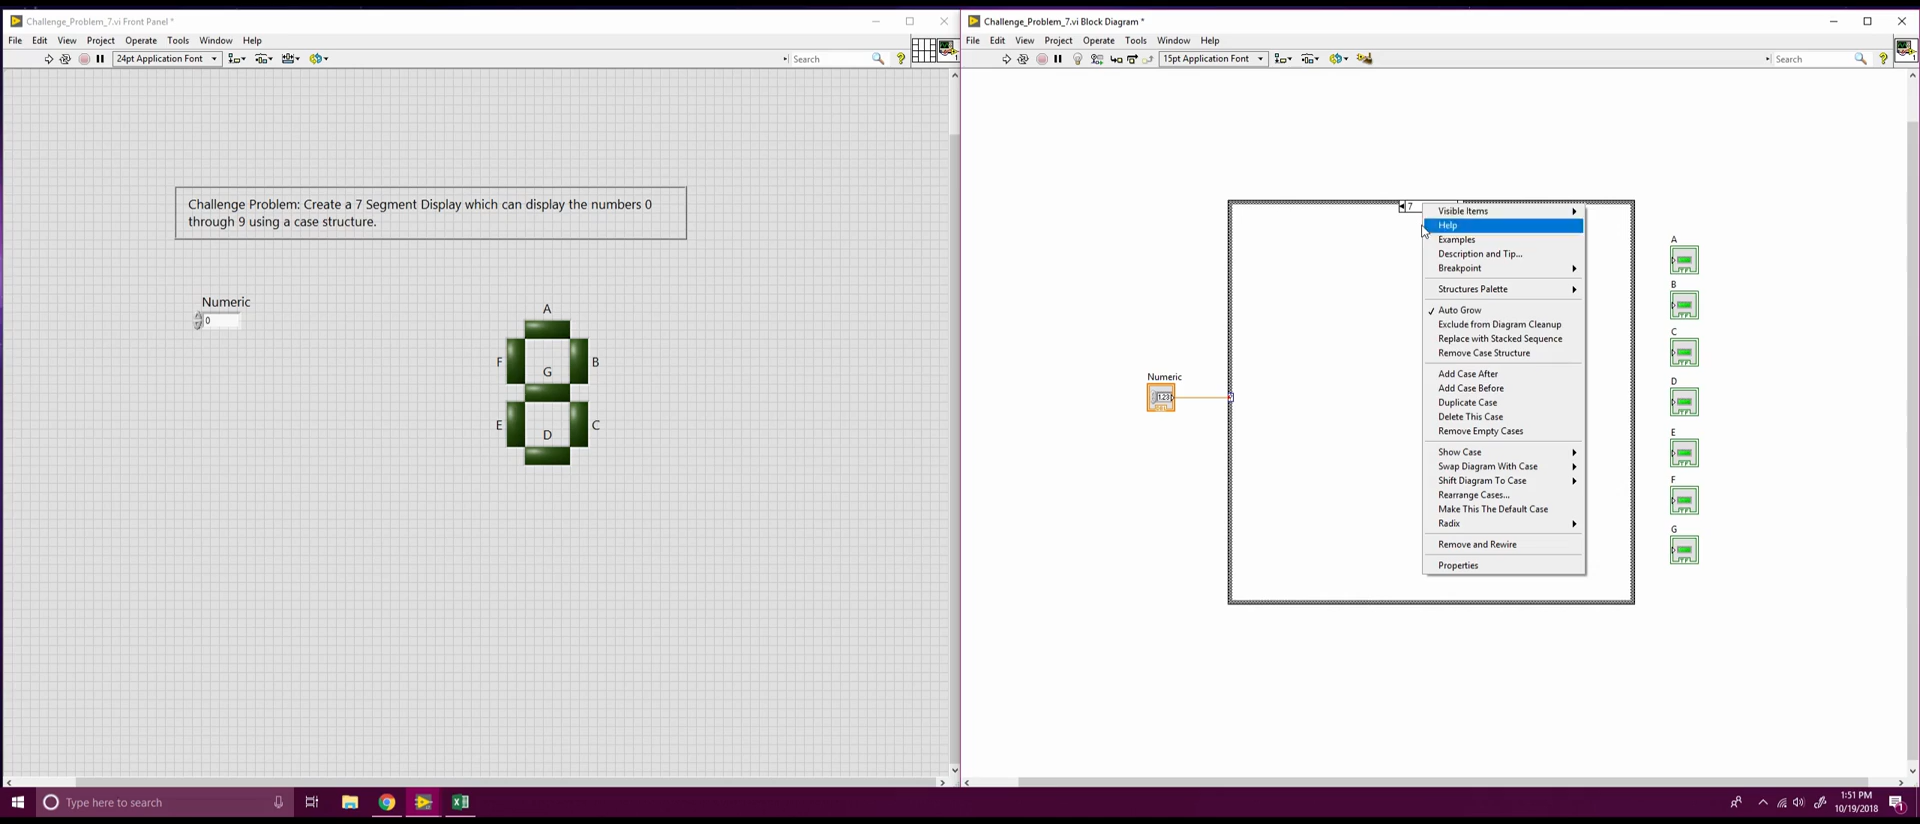 Challenge_Problem_7.vi Front Panel *
File Edit View Project Operate Tools Window Help
24pt Application Font
Search
Challenge Problem: Create a 7 Segment Display which can display the numbers 0
through 9 using a case structure.
Numeric
0
A
F
B
G
E
C
D
Challenge_Problem_7.vi Block Diagram *
File Edit View Project Operate Tools Window Help
15pt Application Font
Search
7
Numeric
1.23
Visible Items
Help
Examples
Description and Tip...
Breakpoint
Structures Palette
Auto Grow
Exclude from Diagram Cleanup
Replace with Stacked Sequence
Remove Case Structure
Add Case After
Add Case Before
Duplicate Case
Delete This Case
Remove Empty Cases
Show Case
Swap Diagram With Case
Shift Diagram To Case
Rearrange Cases...
Make This The Default Case
Radix
Remove and Rewire
Properties
A
B
C
D
E
F
G
Type here to search
1:51 PM
10/19/2018
1